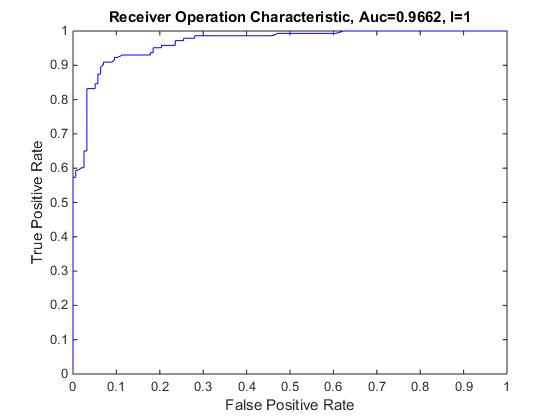 Receiver Operation Characteristic, Auc=0.9662, l=1
1
0.9
0.8
0.7
0.6
0.5
0.4
0.3
0.2
0.1
0
True Positive Rate
0 0.1 0.2 0.3 0.4 0.5 0.6 0.7 0.8 0.9 1
False Positive Rate